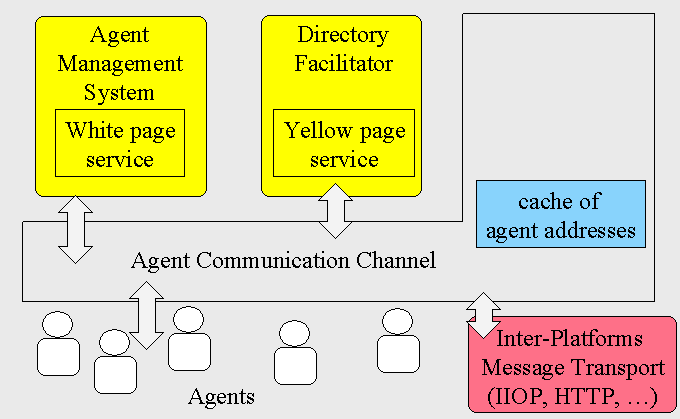 Agent
Management
System
White page
service
Directory
Facilitator
Yellow page
service
cache of
agent addresses
Agent Communication Channel
Agents
Inter-Platforms
Message Transport
(IIOP, HTTP, …)